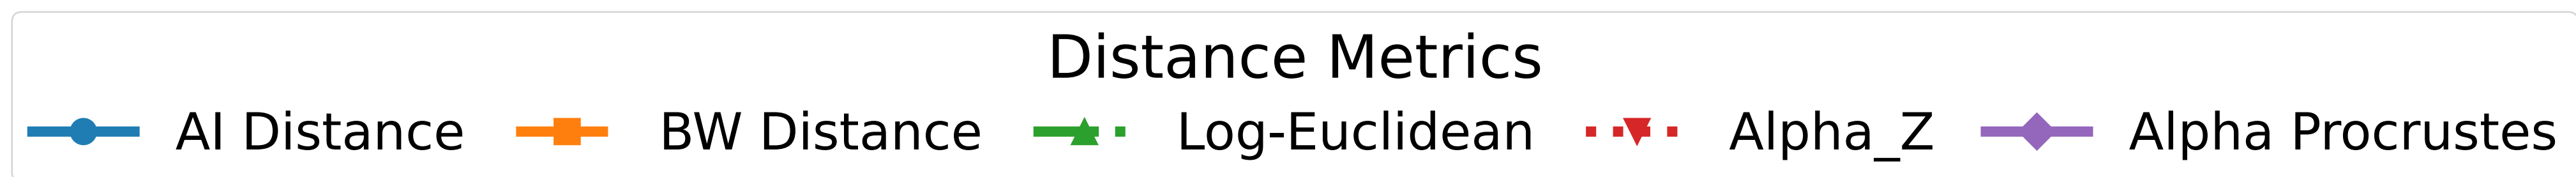 Distance Metrics
AI Distance BW Distance Log-Euclidean Alpha_Z Alpha Procrustes